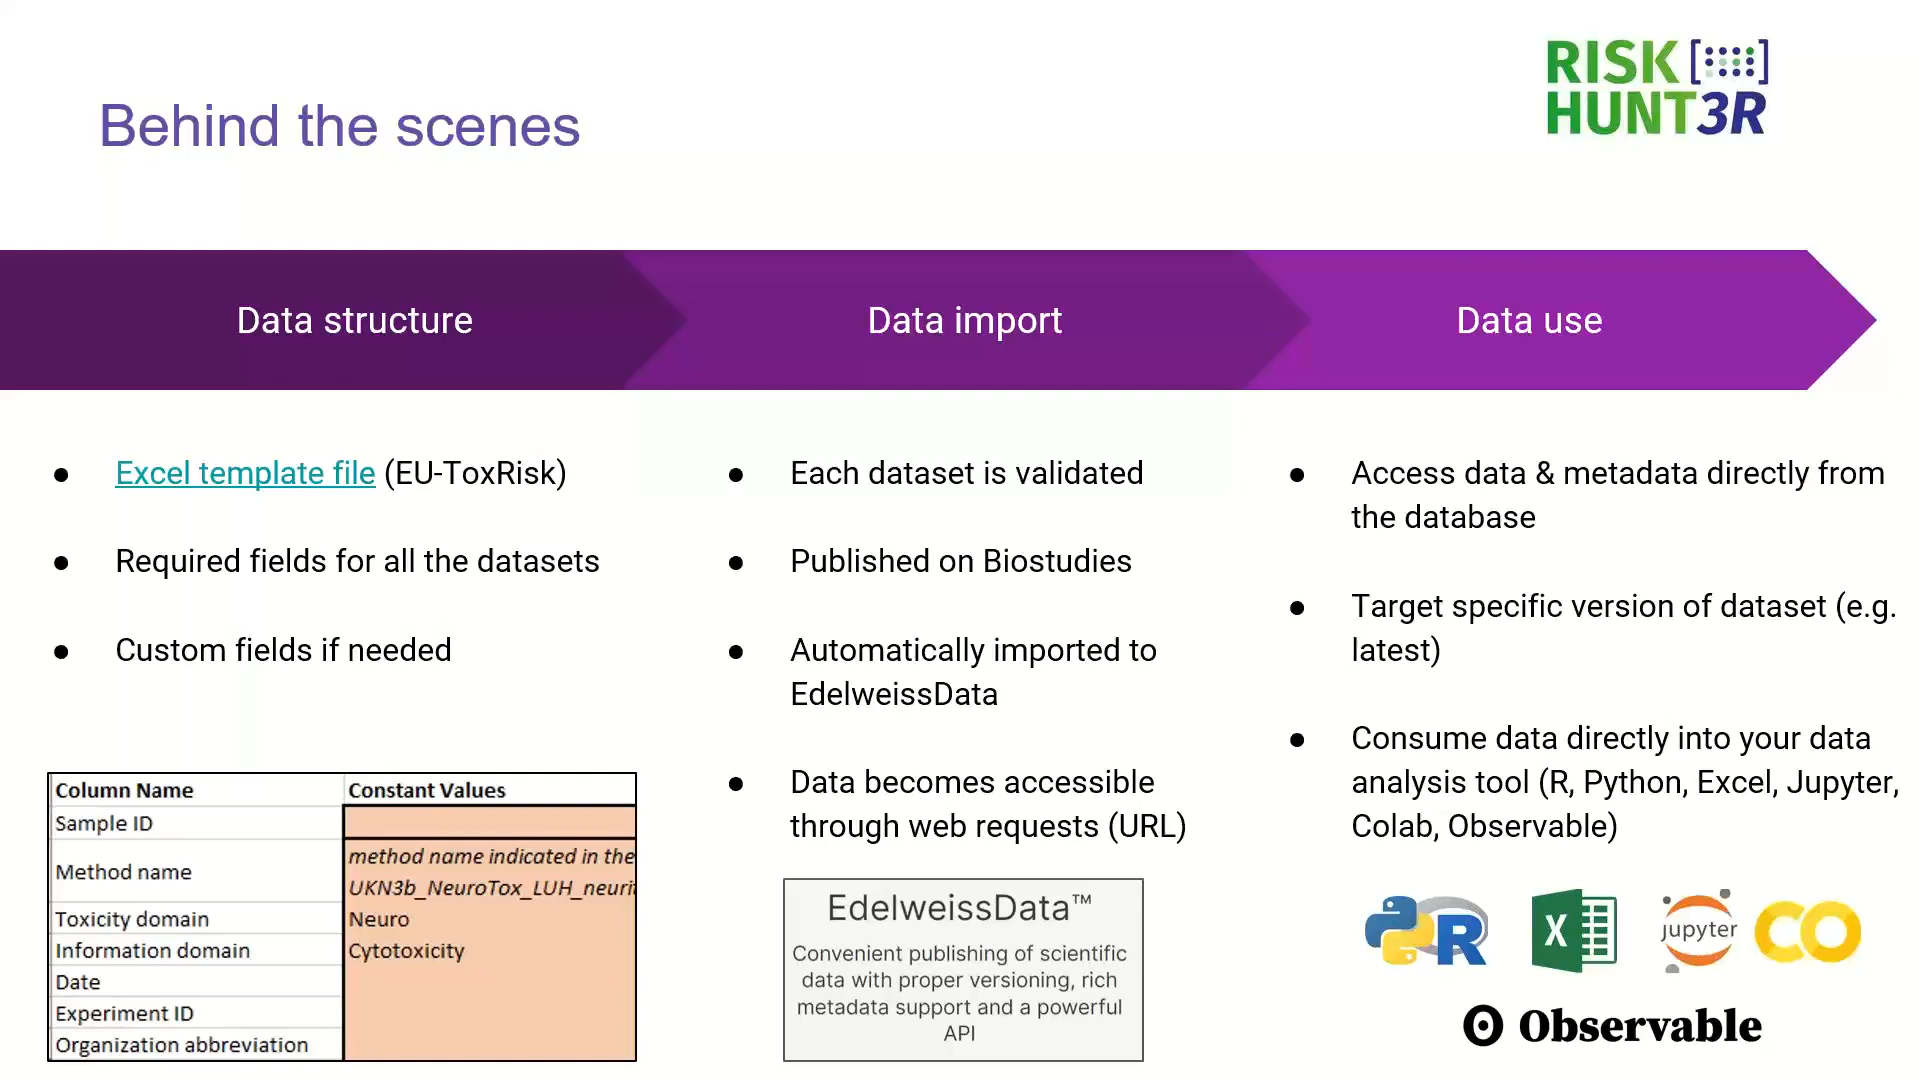 RISK
HUNT3R
Behind the scenes
Data structure
Data import
Data use
● Excel template file (EU-ToxRisk)
● Required fields for all the datasets
● Custom fields if needed
Column Name Constant Values
Sample ID
Method name method name indicated in the
UKN3b_NeuroTox_LUH_neurit
Toxicity domain Neuro
Information domain Cytotoxicity
Date
Experiment ID
Organization abbreviation
● Each dataset is validated
● Published on Biostudies
● Automatically imported to
EdelweissData
● Data becomes accessible
through web requests (URL)
EdelweissData™
Convenient publishing of scientific
data with proper versioning, rich
metadata support and a powerful
API
● Access data & metadata directly from
the database
● Target specific version of dataset (e.g.
latest)
● Consume data directly into your data
analysis tool (R, Python, Excel, Jupyter,
Colab, Observable)
R
X
jupyter
CO
Observable